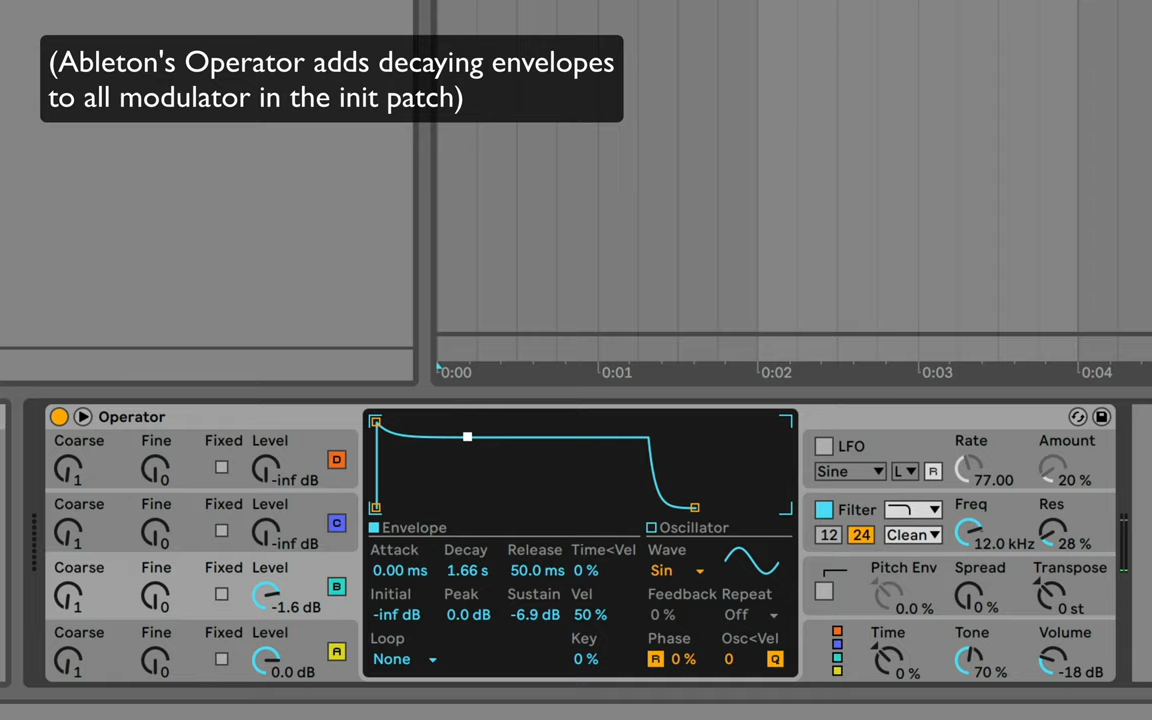 (Ableton's Operator adds decaying envelopes
to all modulator in the init patch)
0:00 0:01 0:02 0:03 0:04
Operator
Coarse Fine Fixed Level
1 0 -inf dB D
Coarse Fine Fixed Level
1 0 -inf dB C
Coarse Fine Fixed Level
1 0 -1.6 dB B
Coarse Fine Fixed Level
1 0 0.0 dB A
Envelope Oscillator
Attack Decay Release Time<Vel Wave
0.00 ms 1.66 s 50.0 ms 0 % Sin
Initial Peak Sustain Vel Feedback Repeat
-inf dB 0.0 dB -6.9 dB 50 % 0 % Off
Loop Key Phase Osc<Vel
None 0 % R 0 % 0 Q
LFO Rate Amount
Sine L R 77.00 20 %
Filter Freq Res
12 24 Clean 12.0 kHz 28 %
Pitch Env Spread Transpose
0.0 % 0 % 0 st
Time Tone Volume
0 % 70 % -18 dB